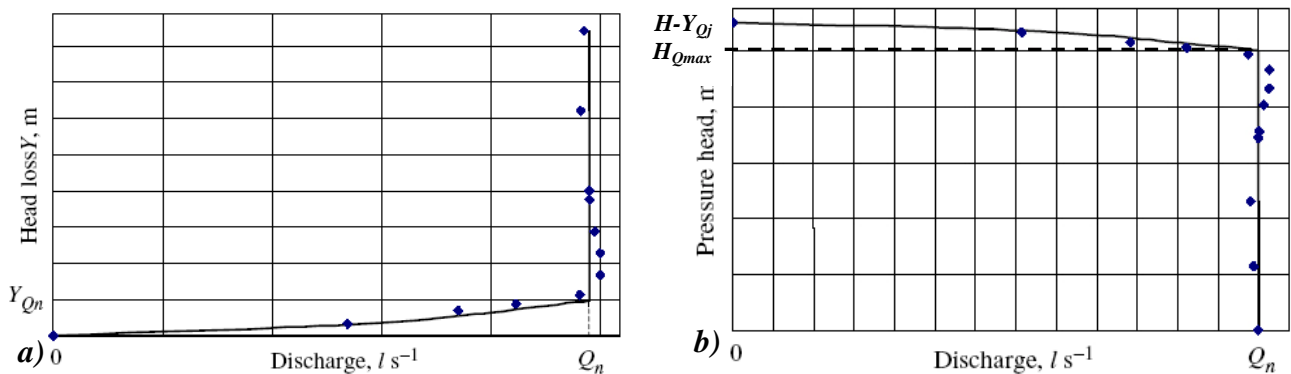 Head lossY, m
Y_Qn
a)
0
Discharge, l s⁻¹
Q_n
H-Y_Qj
H_Qmax
Pressure head, m
b)
0
Discharge, l s⁻¹
Q_n